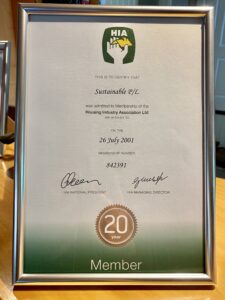 HIA
THIS IS TO CERTIFY THAT
Sustainable P/L
was admitted to Membership of the
Housing Industry Association Ltd
ON THE
26 July 2001
MEMBERSHIP NUMBER
842391
HIA NATIONAL PRESIDENT
HIA MANAGING DIRECTOR
20
year
Member